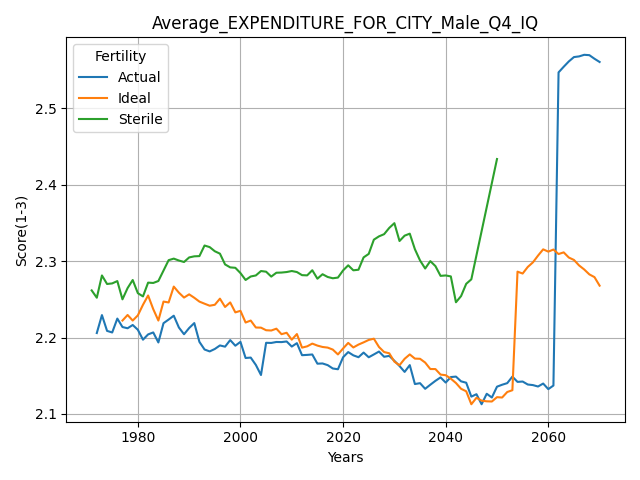 Average_EXPENDITURE_FOR_CITY_Male_Q4_IQ
Fertility
Actual
Ideal
Sterile
Score(1-3)
2.5
2.4
2.3
2.2
2.1
1980 2000 2020 2040 2060
Years